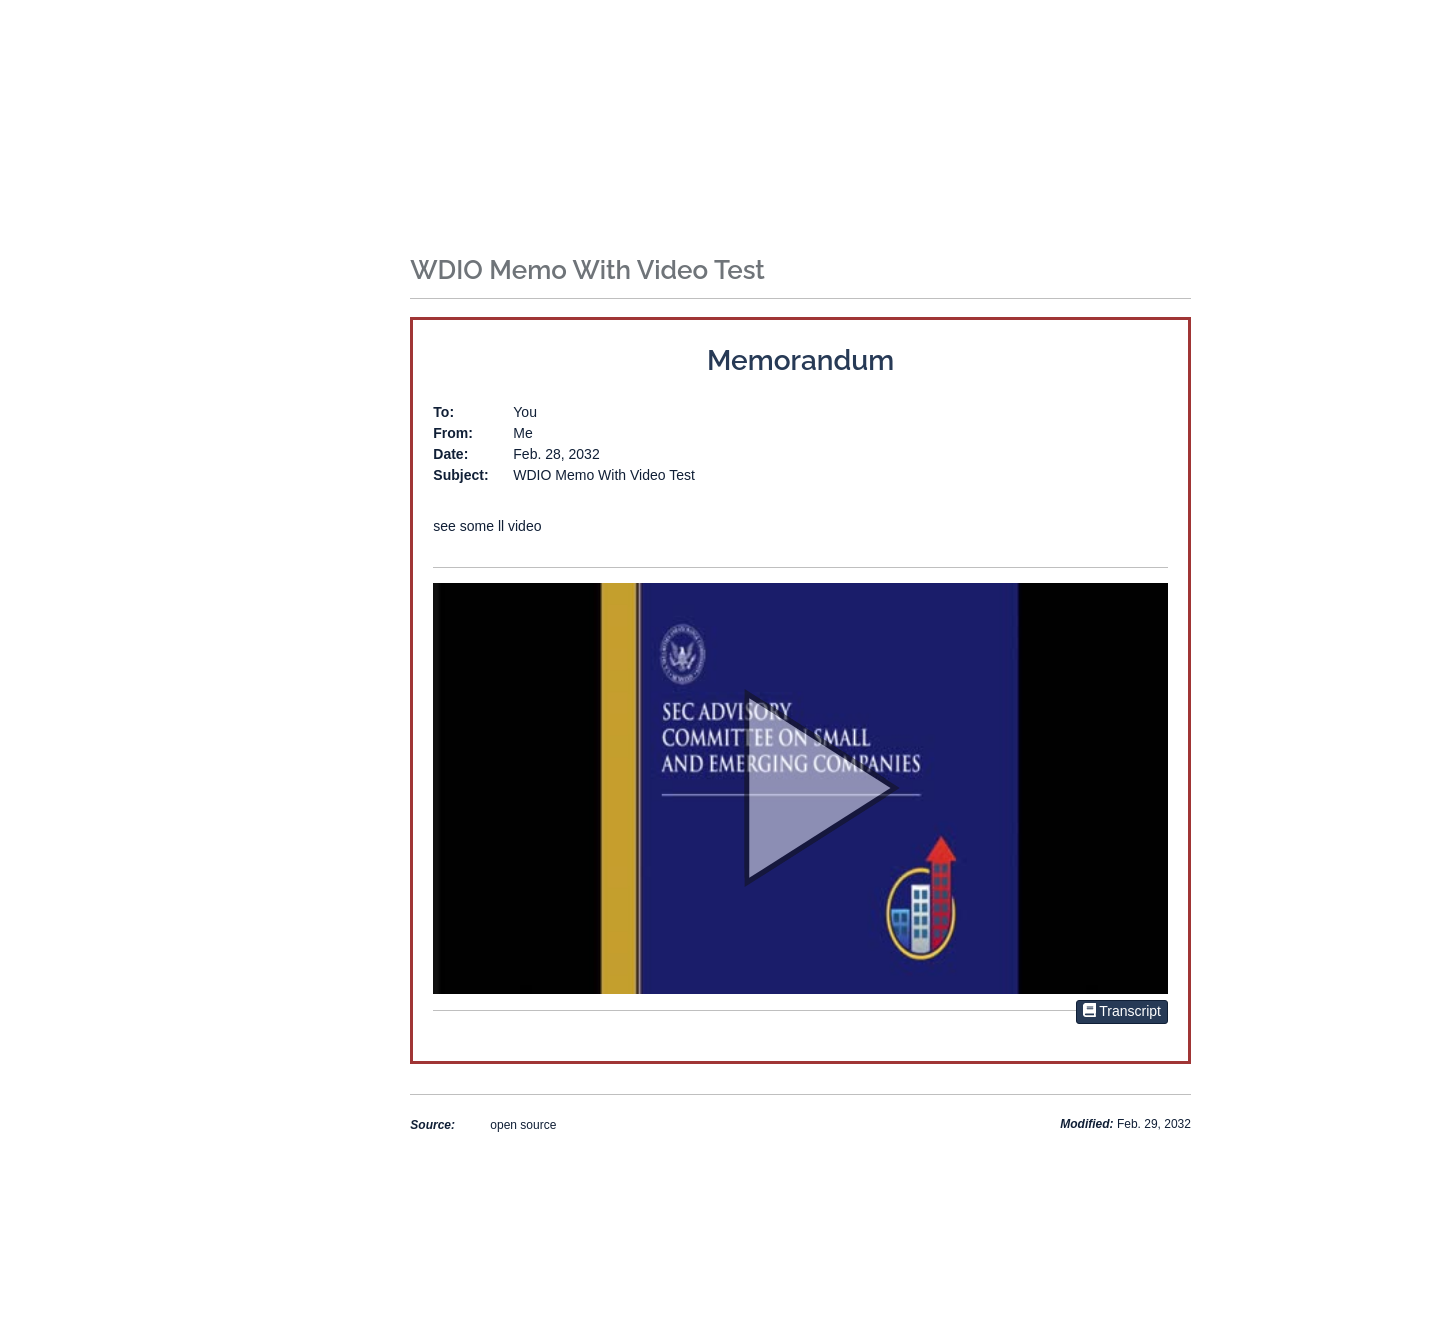 WDIO Memo With Video Test
Memorandum
To: You
From: Me
Date: Feb. 28, 2032
Subject: WDIO Memo With Video Test
see some ll video
SEC ADVISORY
COMMITTEE ON SMALL
AND EMERGING COMPANIES
Transcript
Source: open source
Modified: Feb. 29, 2032